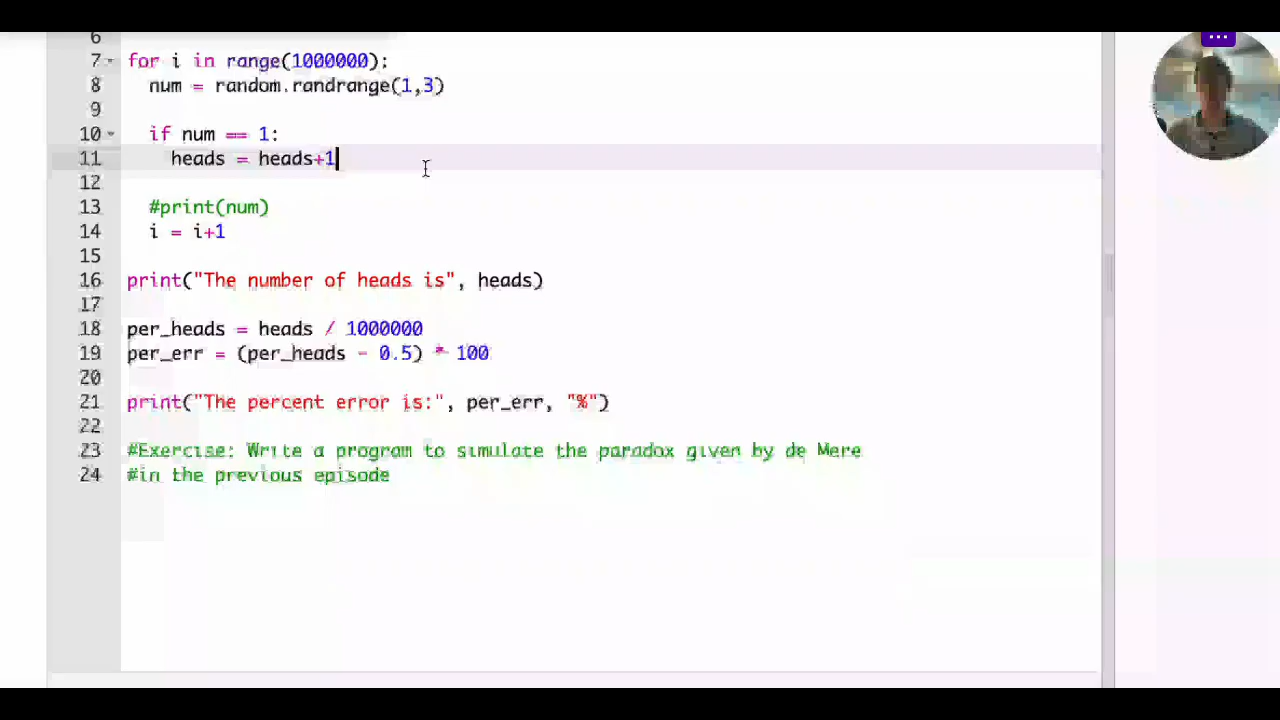 6
7 for i in range(1000000):
8 num = random.randrange(1,3)
9
10 if num == 1:
11 heads = heads+1
12
13 #print(num)
14 i = i+1
15
16 print("The number of heads is", heads)
17
18 per_heads = heads / 1000000
19 per_err = (per_heads - 0.5) * 100
20
21 print("The percent error is:", per_err, "%")
22
23 #Exercise: Write a program to simulate the paradox given by de Mere
24 #in the previous episode